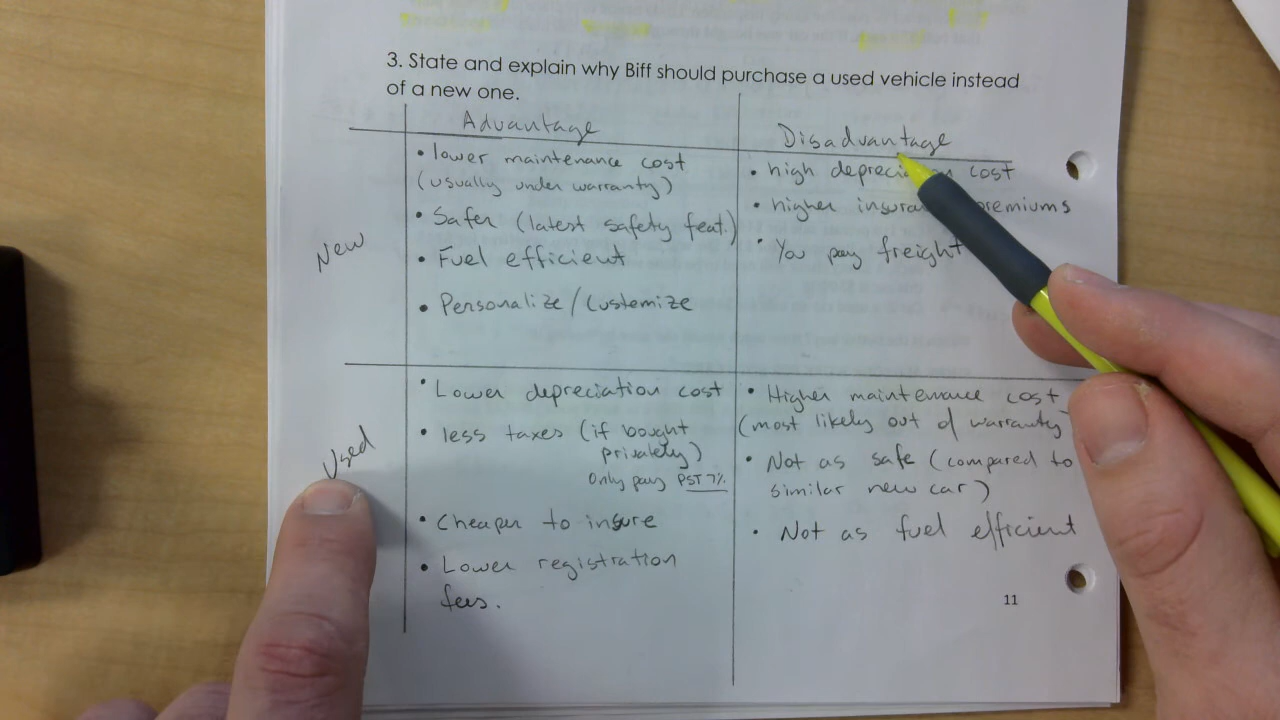 3. State and explain why Biff should purchase a used vehicle instead
of a new one.
Advantage
Disadvantage
New
• lower maintenance cost
(usually under warranty)
• Safer (latest safety feat.)
• Fuel efficient
• Personalize/Custemize
• high depreciation cost
• higher insura premiums
• You pay freight
Used
• Lower depreciation cost
• less taxes (if bought
privately)
Only pay PST 7%
• Cheaper to insure
• Lower registration
fees.
• Higher maintenance cost
(most likely out of warranty)
• Not as safe (compared to
similar new car)
• Not as fuel efficient
11